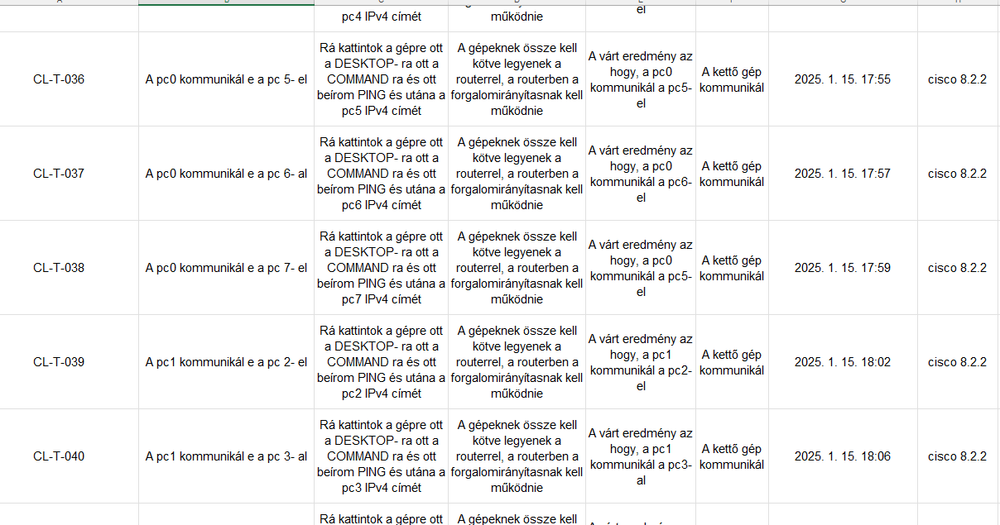 pc4 IPv4 címét
működnie
el
CL-T-036
A pc0 kommunikál e a pc 5- el
Rá kattintok a gépre ott
a DESKTOP- ra ott a
COMMAND ra és ott
beírom PING és utána a
pc5 IPv4 címét
A gépeknek össze kell
kötve legyenek a
routerrel, a routerben a
forgalomirányítasnak kell
működnie
A várt eredmény az
hogy, a pc0
kommunikál a pc5-
el
A kettő gép
kommunikál
2025. 1. 15. 17:55
cisco 8.2.2
CL-T-037
A pc0 kommunikál e a pc 6- al
Rá kattintok a gépre ott
a DESKTOP- ra ott a
COMMAND ra és ott
beírom PING és utána a
pc6 IPv4 címét
A gépeknek össze kell
kötve legyenek a
routerrel, a routerben a
forgalomirányítasnak kell
működnie
A várt eredmény az
hogy, a pc0
kommunikál a pc6-
el
A kettő gép
kommunikál
2025. 1. 15. 17:57
cisco 8.2.2
CL-T-038
A pc0 kommunikál e a pc 7- el
Rá kattintok a gépre ott
a DESKTOP- ra ott a
COMMAND ra és ott
beírom PING és utána a
pc7 IPv4 címét
A gépeknek össze kell
kötve legyenek a
routerrel, a routerben a
forgalomirányítasnak kell
működnie
A várt eredmény az
hogy, a pc0
kommunikál a pc5-
el
A kettő gép
kommunikál
2025. 1. 15. 17:59
cisco 8.2.2
CL-T-039
A pc1 kommunikál e a pc 2- el
Rá kattintok a gépre ott
a DESKTOP- ra ott a
COMMAND ra és ott
beírom PING és utána a
pc2 IPv4 címét
A gépeknek össze kell
kötve legyenek a
routerrel, a routerben a
forgalomirányítasnak kell
működnie
A várt eredmény az
hogy, a pc1
kommunikál a pc2-
el
A kettő gép
kommunikál
2025. 1. 15. 18:02
cisco 8.2.2
CL-T-040
A pc1 kommunikál e a pc 3- al
Rá kattintok a gépre ott
a DESKTOP- ra ott a
COMMAND ra és ott
beírom PING és utána a
pc3 IPv4 címét
A gépeknek össze kell
kötve legyenek a
routerrel, a routerben a
forgalomirányítasnak kell
működnie
A várt eredmény az
hogy, a pc1
kommunikál a pc3-
al
A kettő gép
kommunikál
2025. 1. 15. 18:06
cisco 8.2.2
Rá kattintok a gépre ott
A gépeknek össze kell